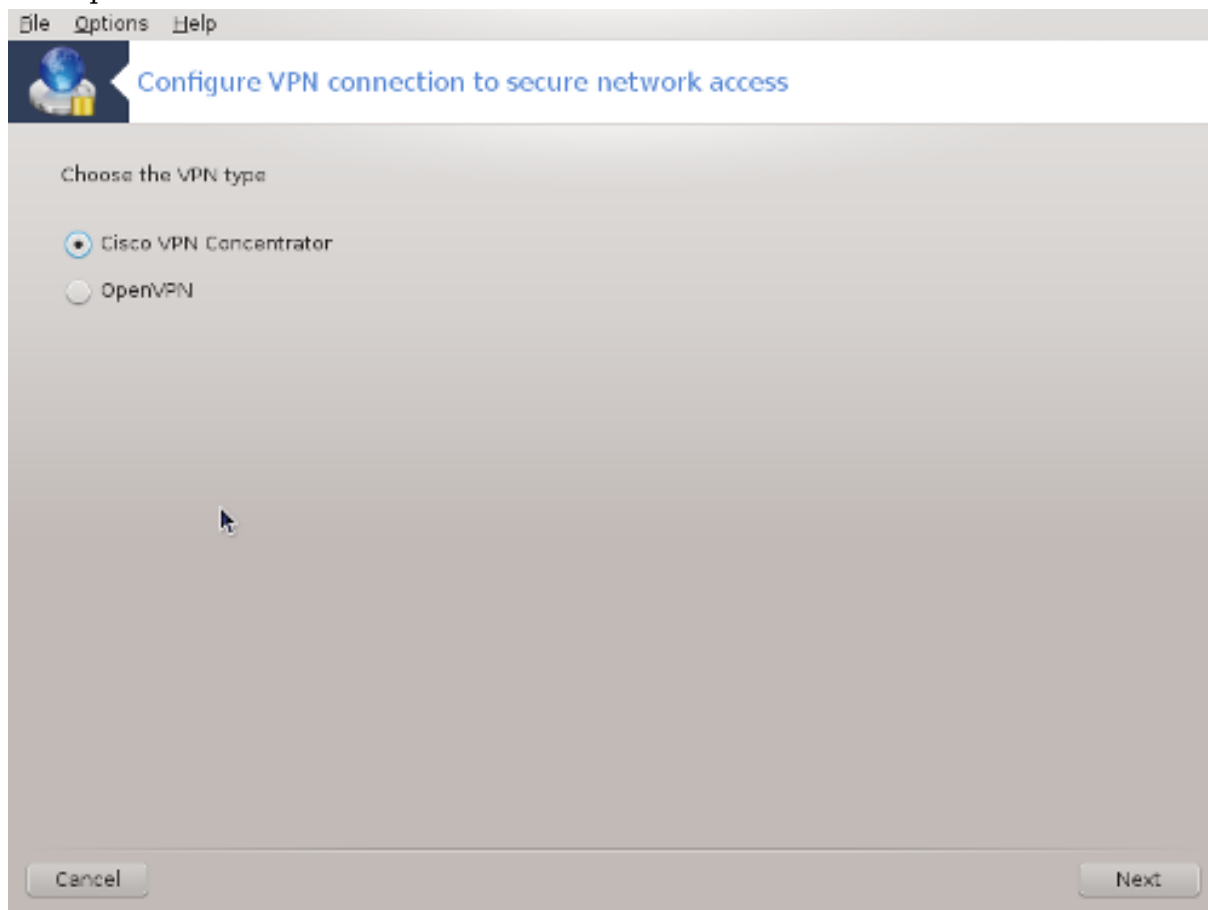 File Options Help
Configure VPN connection to secure network access
Choose the VPN type
Cisco VPN Concentrator
OpenVPN
Cancel
Next